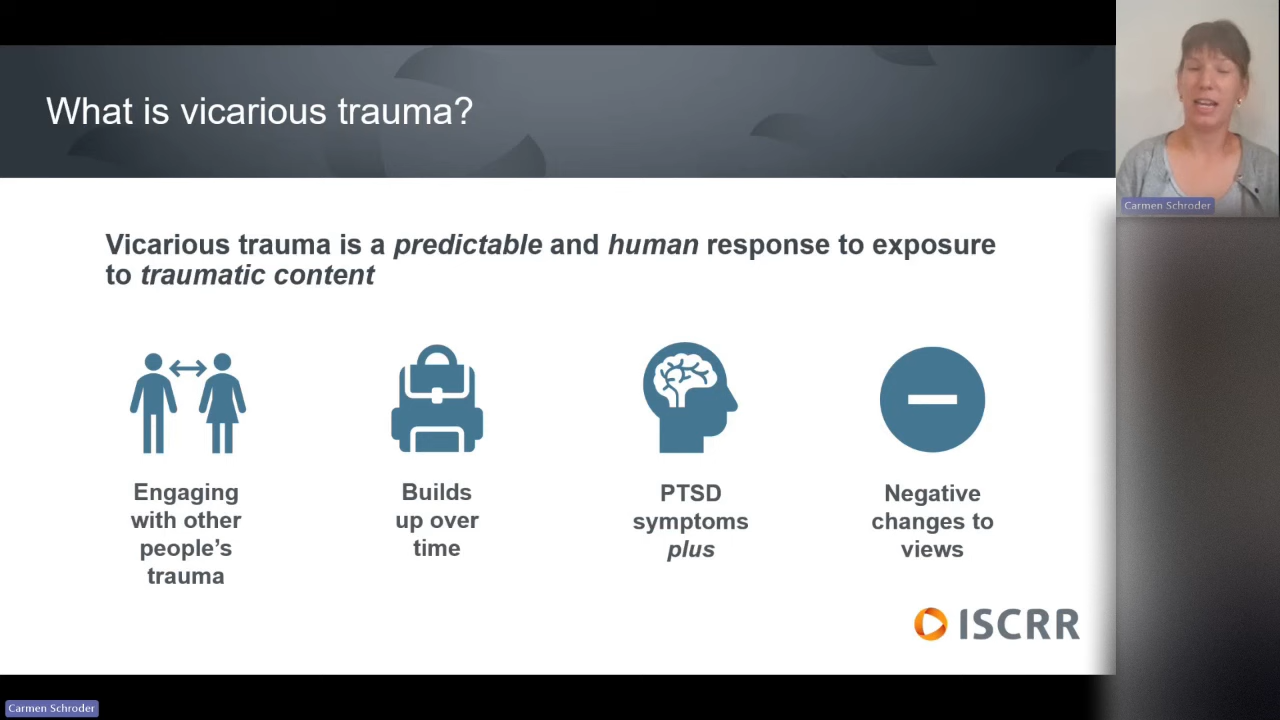 What is vicarious trauma?
Carmen Schroder
Vicarious trauma is a predictable and human response to exposure
to traumatic content
Engaging
with other
people's
trauma
Builds
up over
time
PTSD
symptoms
plus
Negative
changes to
views
ISCRR
Carmen Schroder